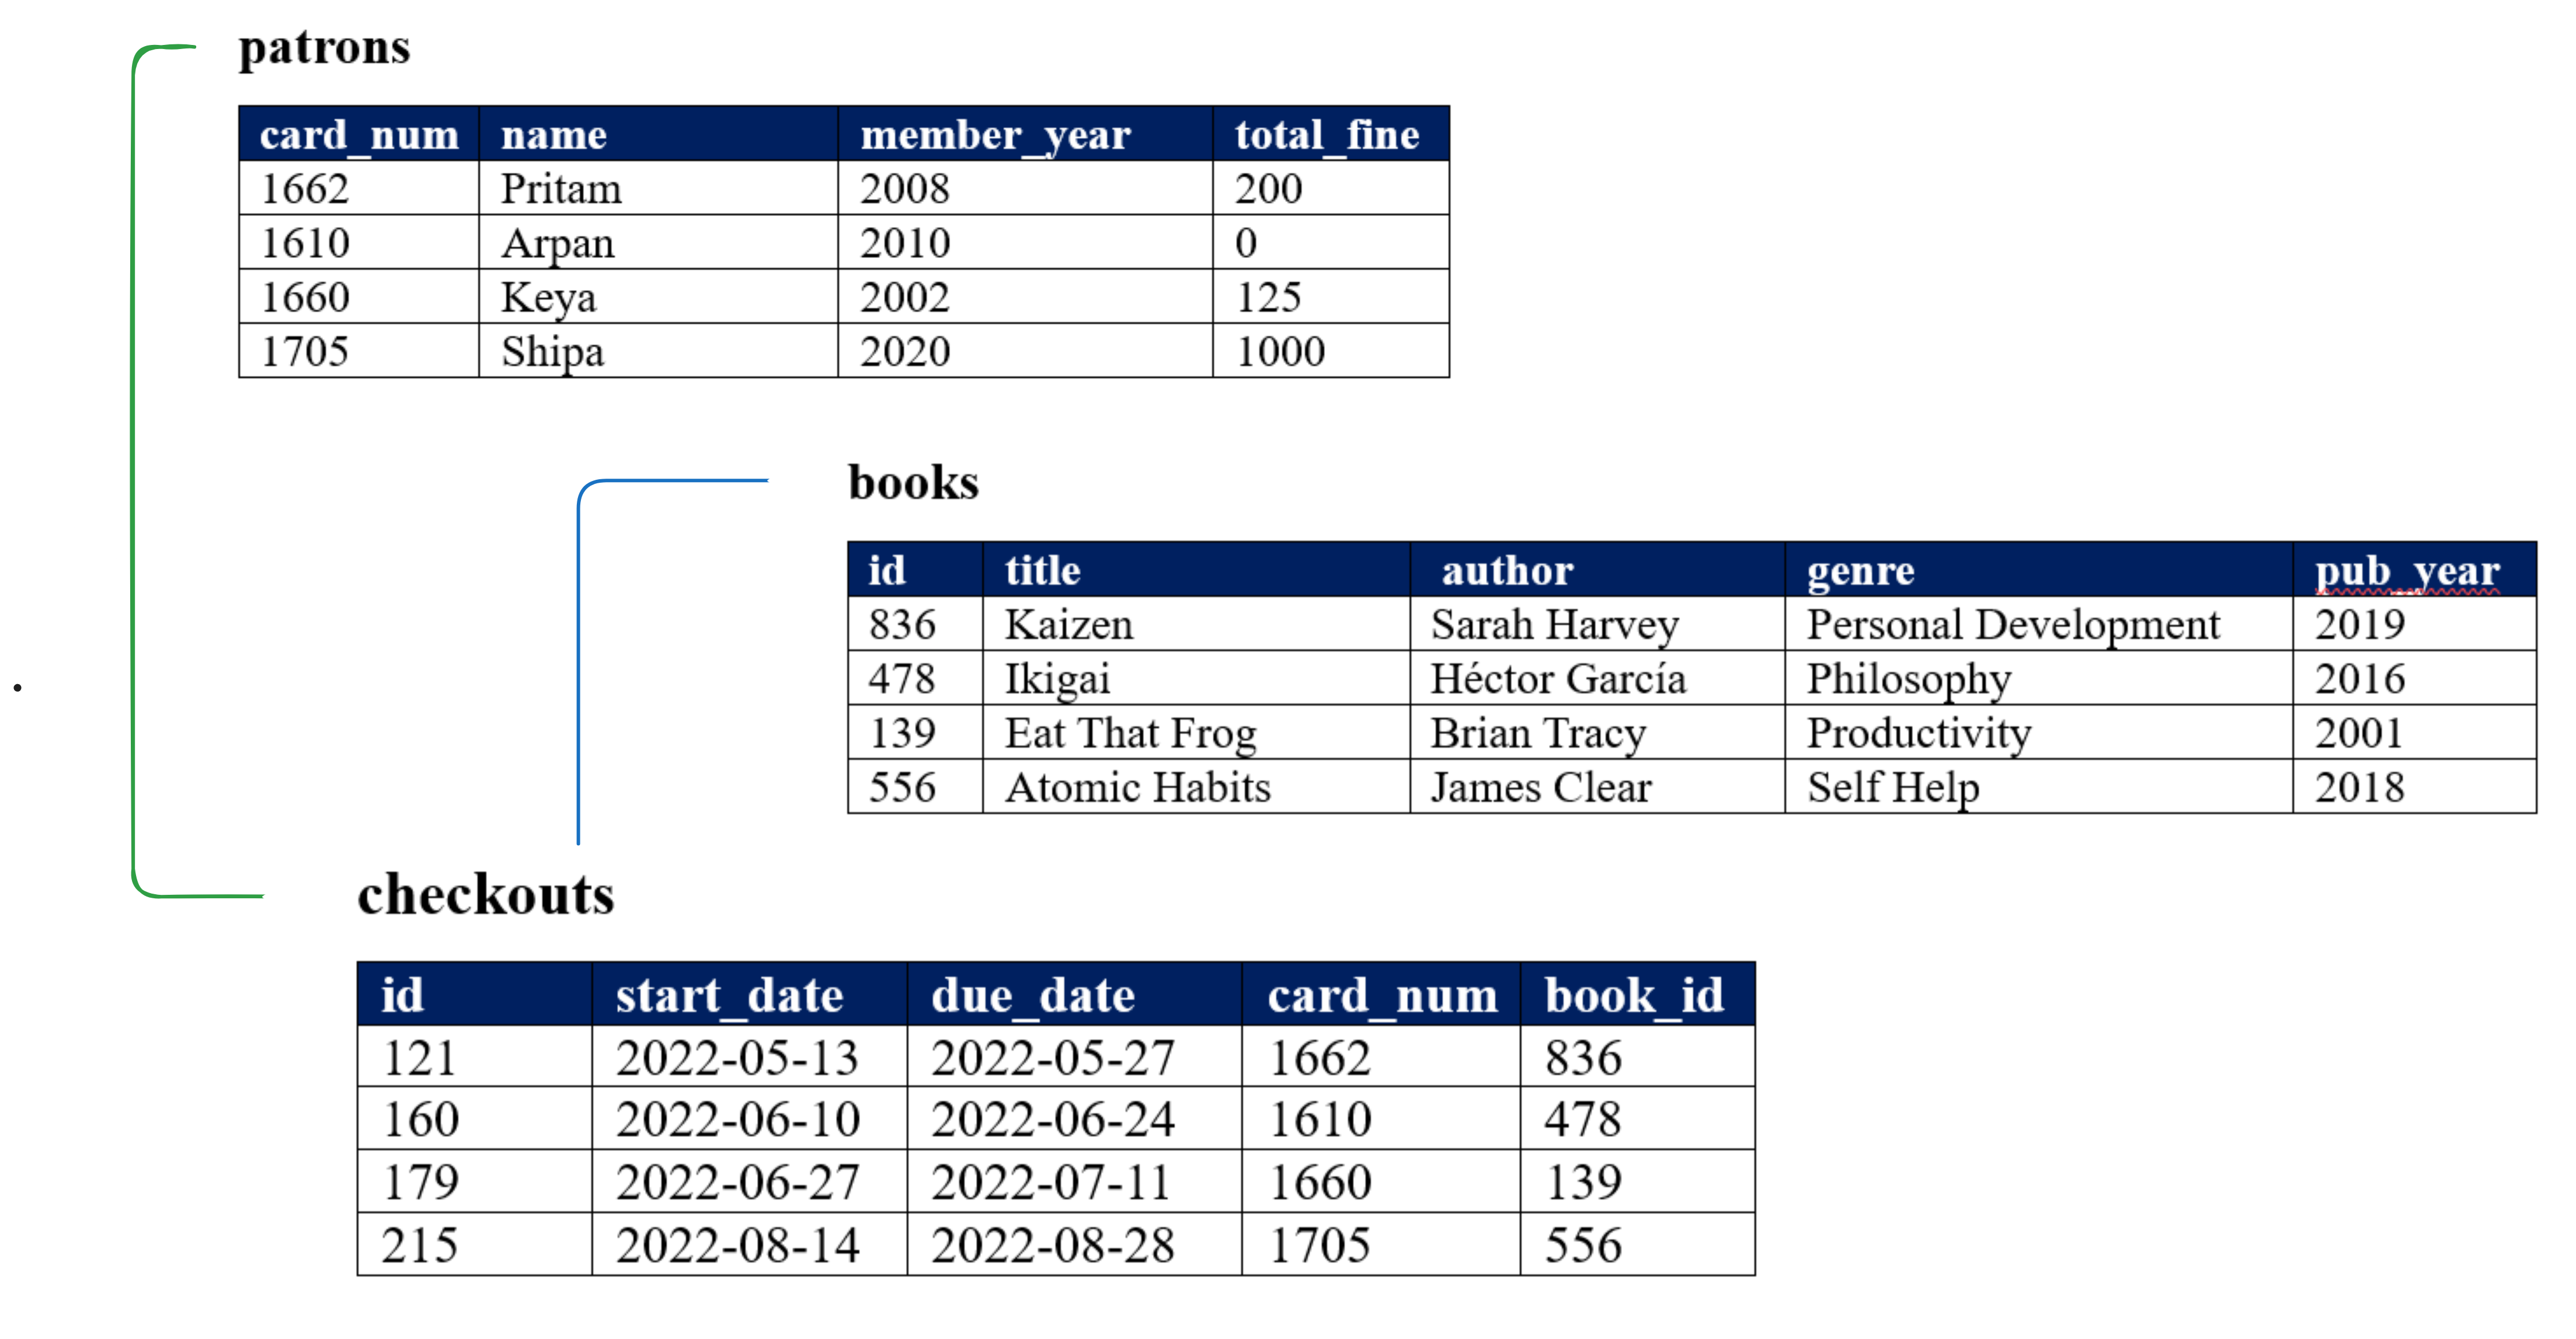 patrons
card_num name member_year total_fine
1662 Pritam 2008 200
1610 Arpan 2010 0
1660 Keya 2002 125
1705 Shipa 2020 1000
books
id title author genre pub_year
836 Kaizen Sarah Harvey Personal Development 2019
478 Ikigai Héctor García Philosophy 2016
139 Eat That Frog Brian Tracy Productivity 2001
556 Atomic Habits James Clear Self Help 2018
checkouts
id start_date due_date card_num book_id
121 2022-05-13 2022-05-27 1662 836
160 2022-06-10 2022-06-24 1610 478
179 2022-06-27 2022-07-11 1660 139
215 2022-08-14 2022-08-28 1705 556